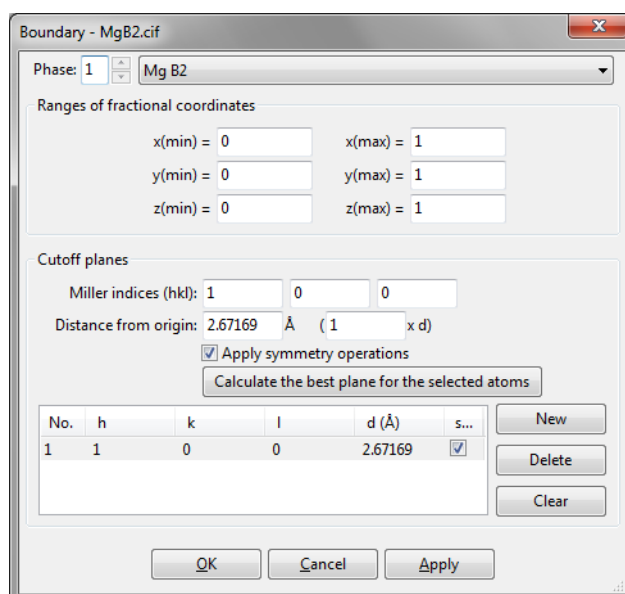 Boundary - MgB2.cif
Phase: 1 Mg B2
Ranges of fractional coordinates
x(min) = 0 x(max) = 1
y(min) = 0 y(max) = 1
z(min) = 0 z(max) = 1
Cutoff planes
Miller indices (hkl): 1 0 0
Distance from origin: 2.67169 Å ( 1 x d)
Apply symmetry operations
Calculate the best plane for the selected atoms
No. h k l d (Å) s...
1 1 0 0 2.67169
New
Delete
Clear
OK Cancel Apply